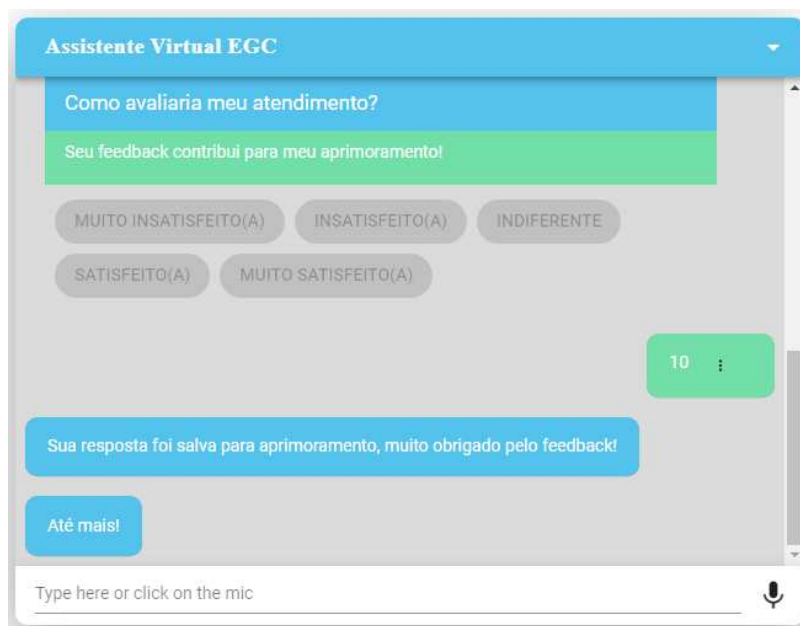 Assistente Virtual EGC
Como avaliaria meu atendimento?
Seu feedback contribui para meu aprimoramento!
MUITO INSATISFEITO(A) INSATISFEITO(A) INDIFERENTE
SATISFEITO(A) MUITO SATISFEITO(A)
10
Sua resposta foi salva para aprimoramento, muito obrigado pelo feedback!
Até mais!
Type here or click on the mic